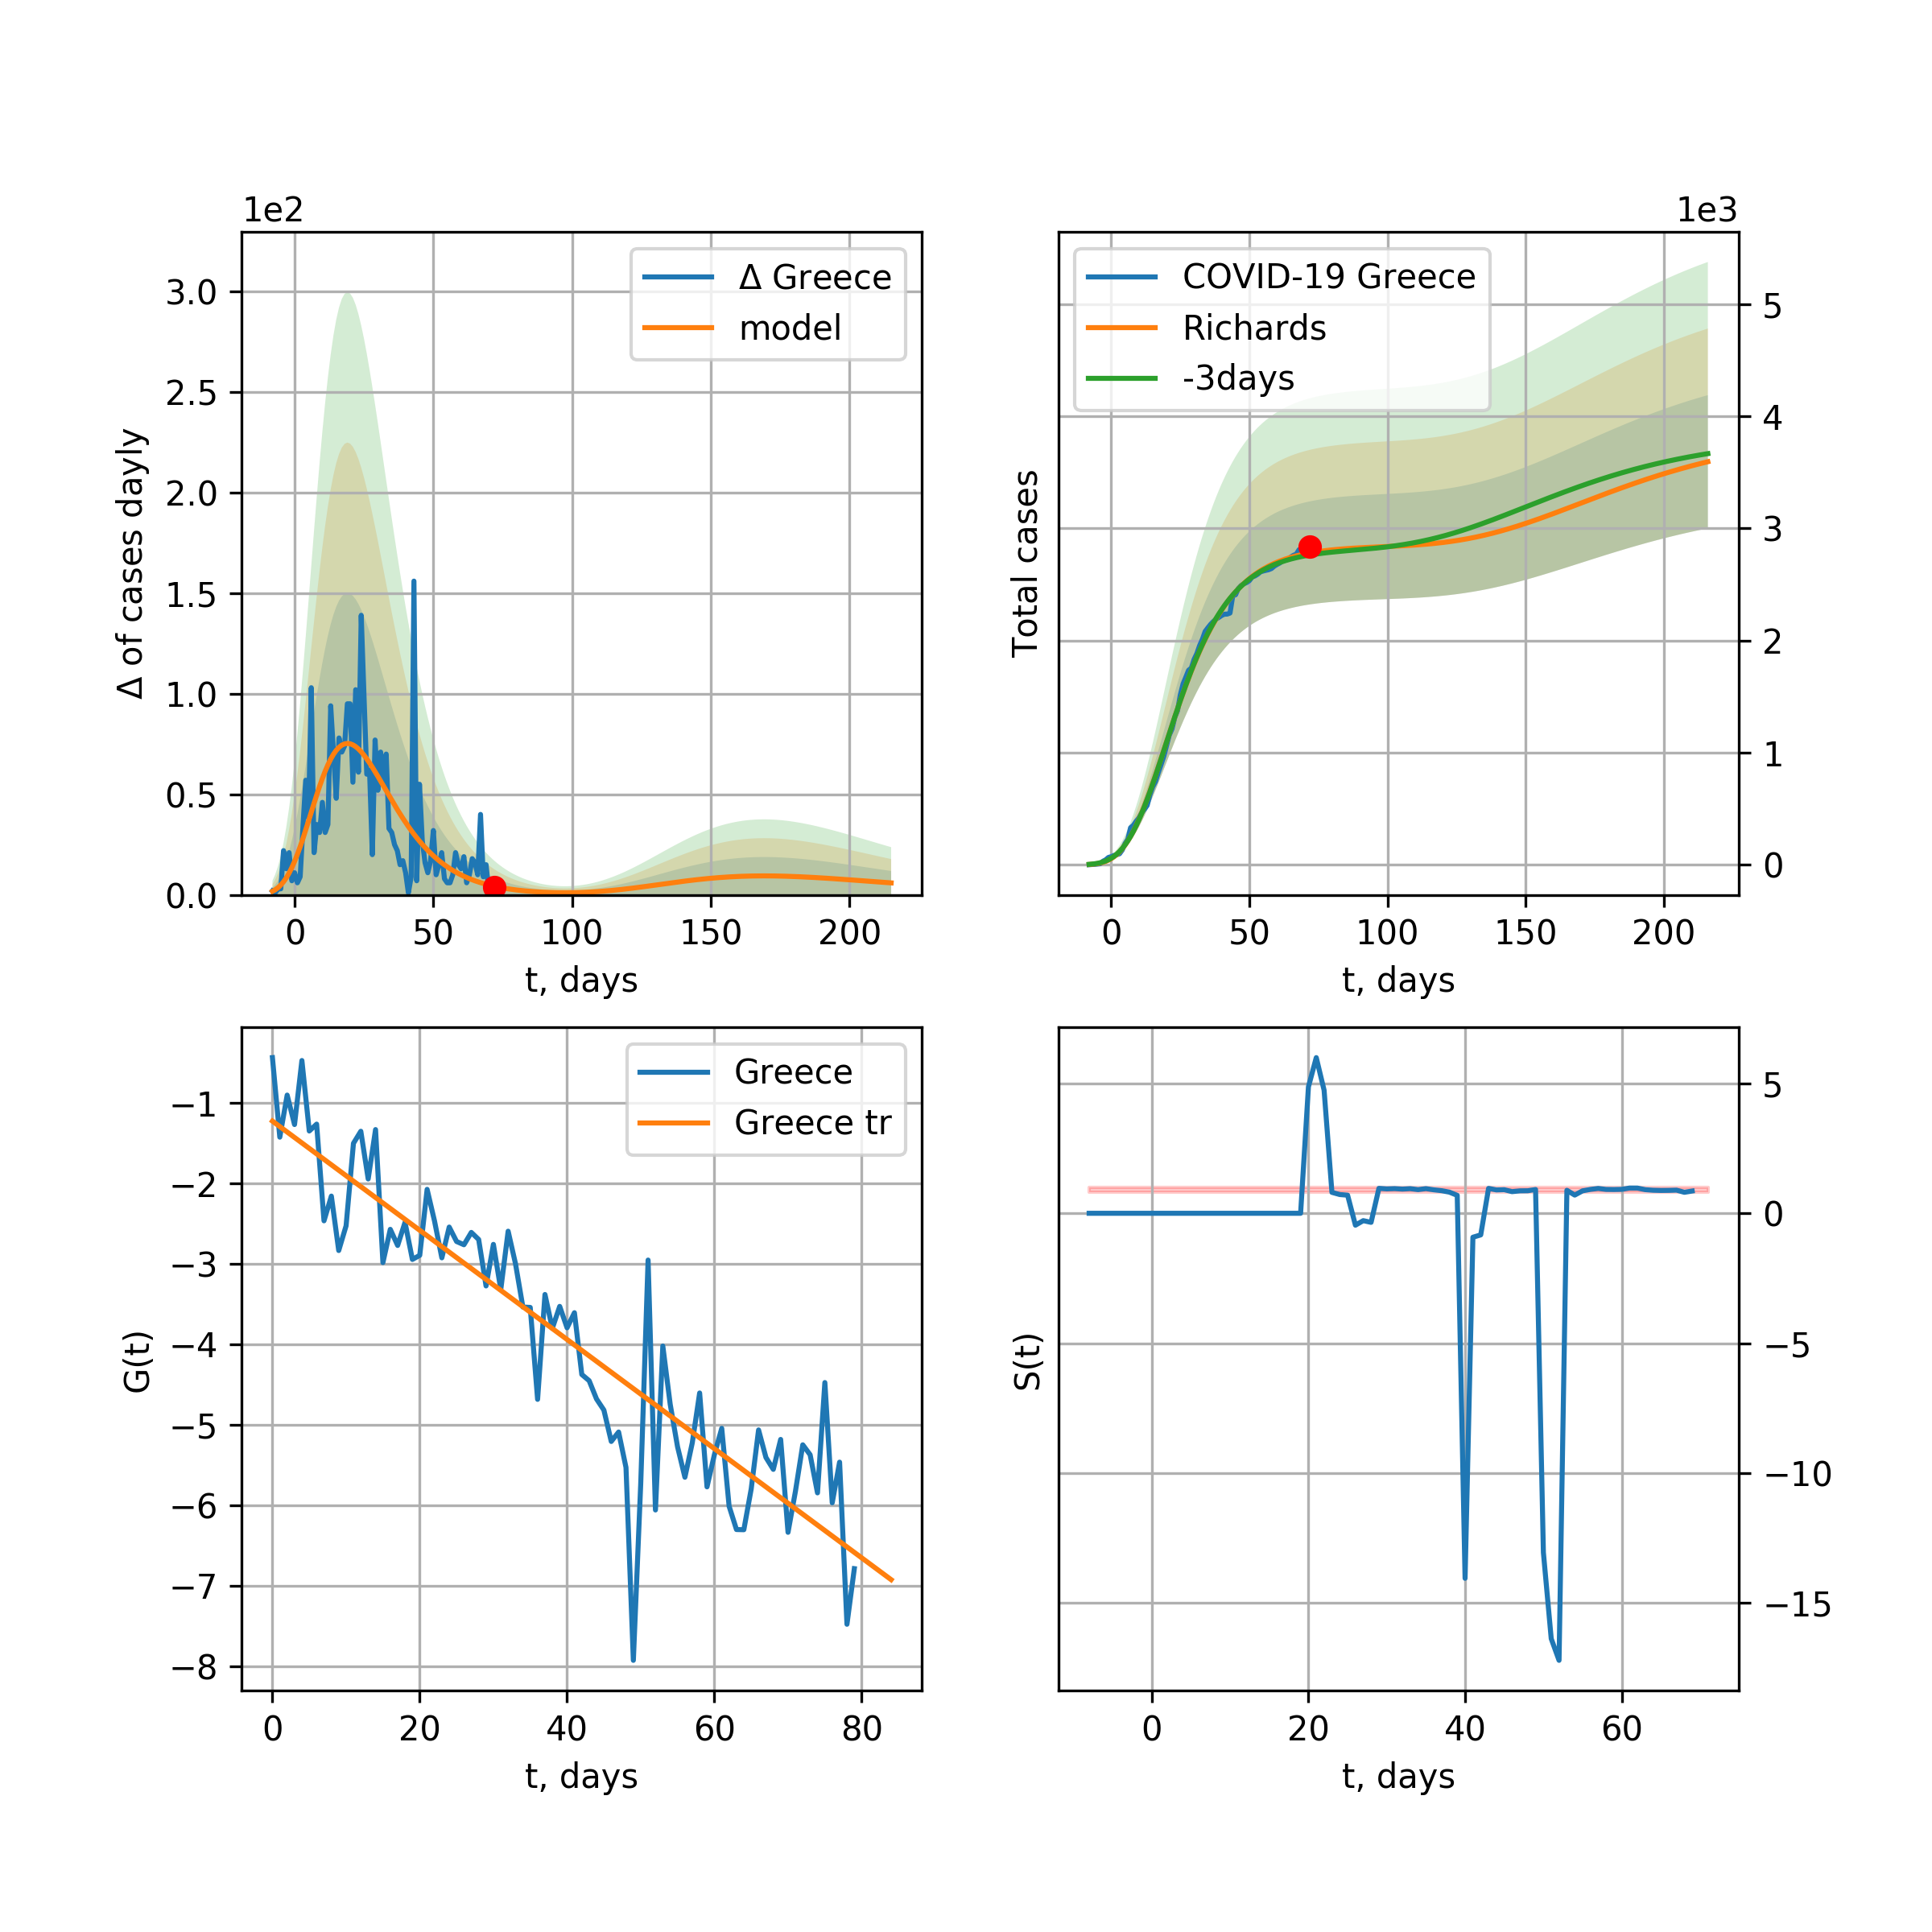 1e2
Δ Greece
model
3.0
2.5
2.0
1.5
1.0
0.5
0.0
Δ of cases dayly
0 50 100 150 200
t, days
1e3
COVID-19 Greece
Richards
-3days
5
4
3
2
1
0
Total cases
0 50 100 150 200
t, days
Greece
Greece tr
−1
−2
−3
−4
−5
−6
−7
−8
G(t)
0 20 40 60 80
t, days
5
0
−5
−10
−15
S(t)
0 20 40 60
t, days